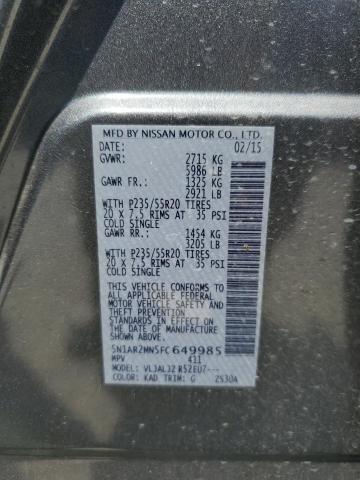 MFD BY NISSAN MOTOR CO., LTD.
DATE: 02/15
GVWR: 2715 KG
5986 LB
GAWR FR: 1325 KG
2921 LB
WITH P235/55R20 TIRES
20 X 7.5 RIMS AT 35 PSI
COLD SINGLE
GAWR RR: 1454 KG
3205 LB
WITH P235/55R20 TIRES
20 X 7.5 RIMS AT 35 PSI
COLD SINGLE
THIS VEHICLE CONFORMS TO
ALL APPLICABLE FEDERAL
MOTOR VEHICLE SAFETY AND
THEFT PREVENTION
STANDARDS IN EFFECT ON
THE DATE OF MANUFACTURE
SHOWN ABOVE.
5N1AR2MN5FC649985
MPV 411
MODEL: R52EU7---
COLOR: KAD TRIM: G 2530A